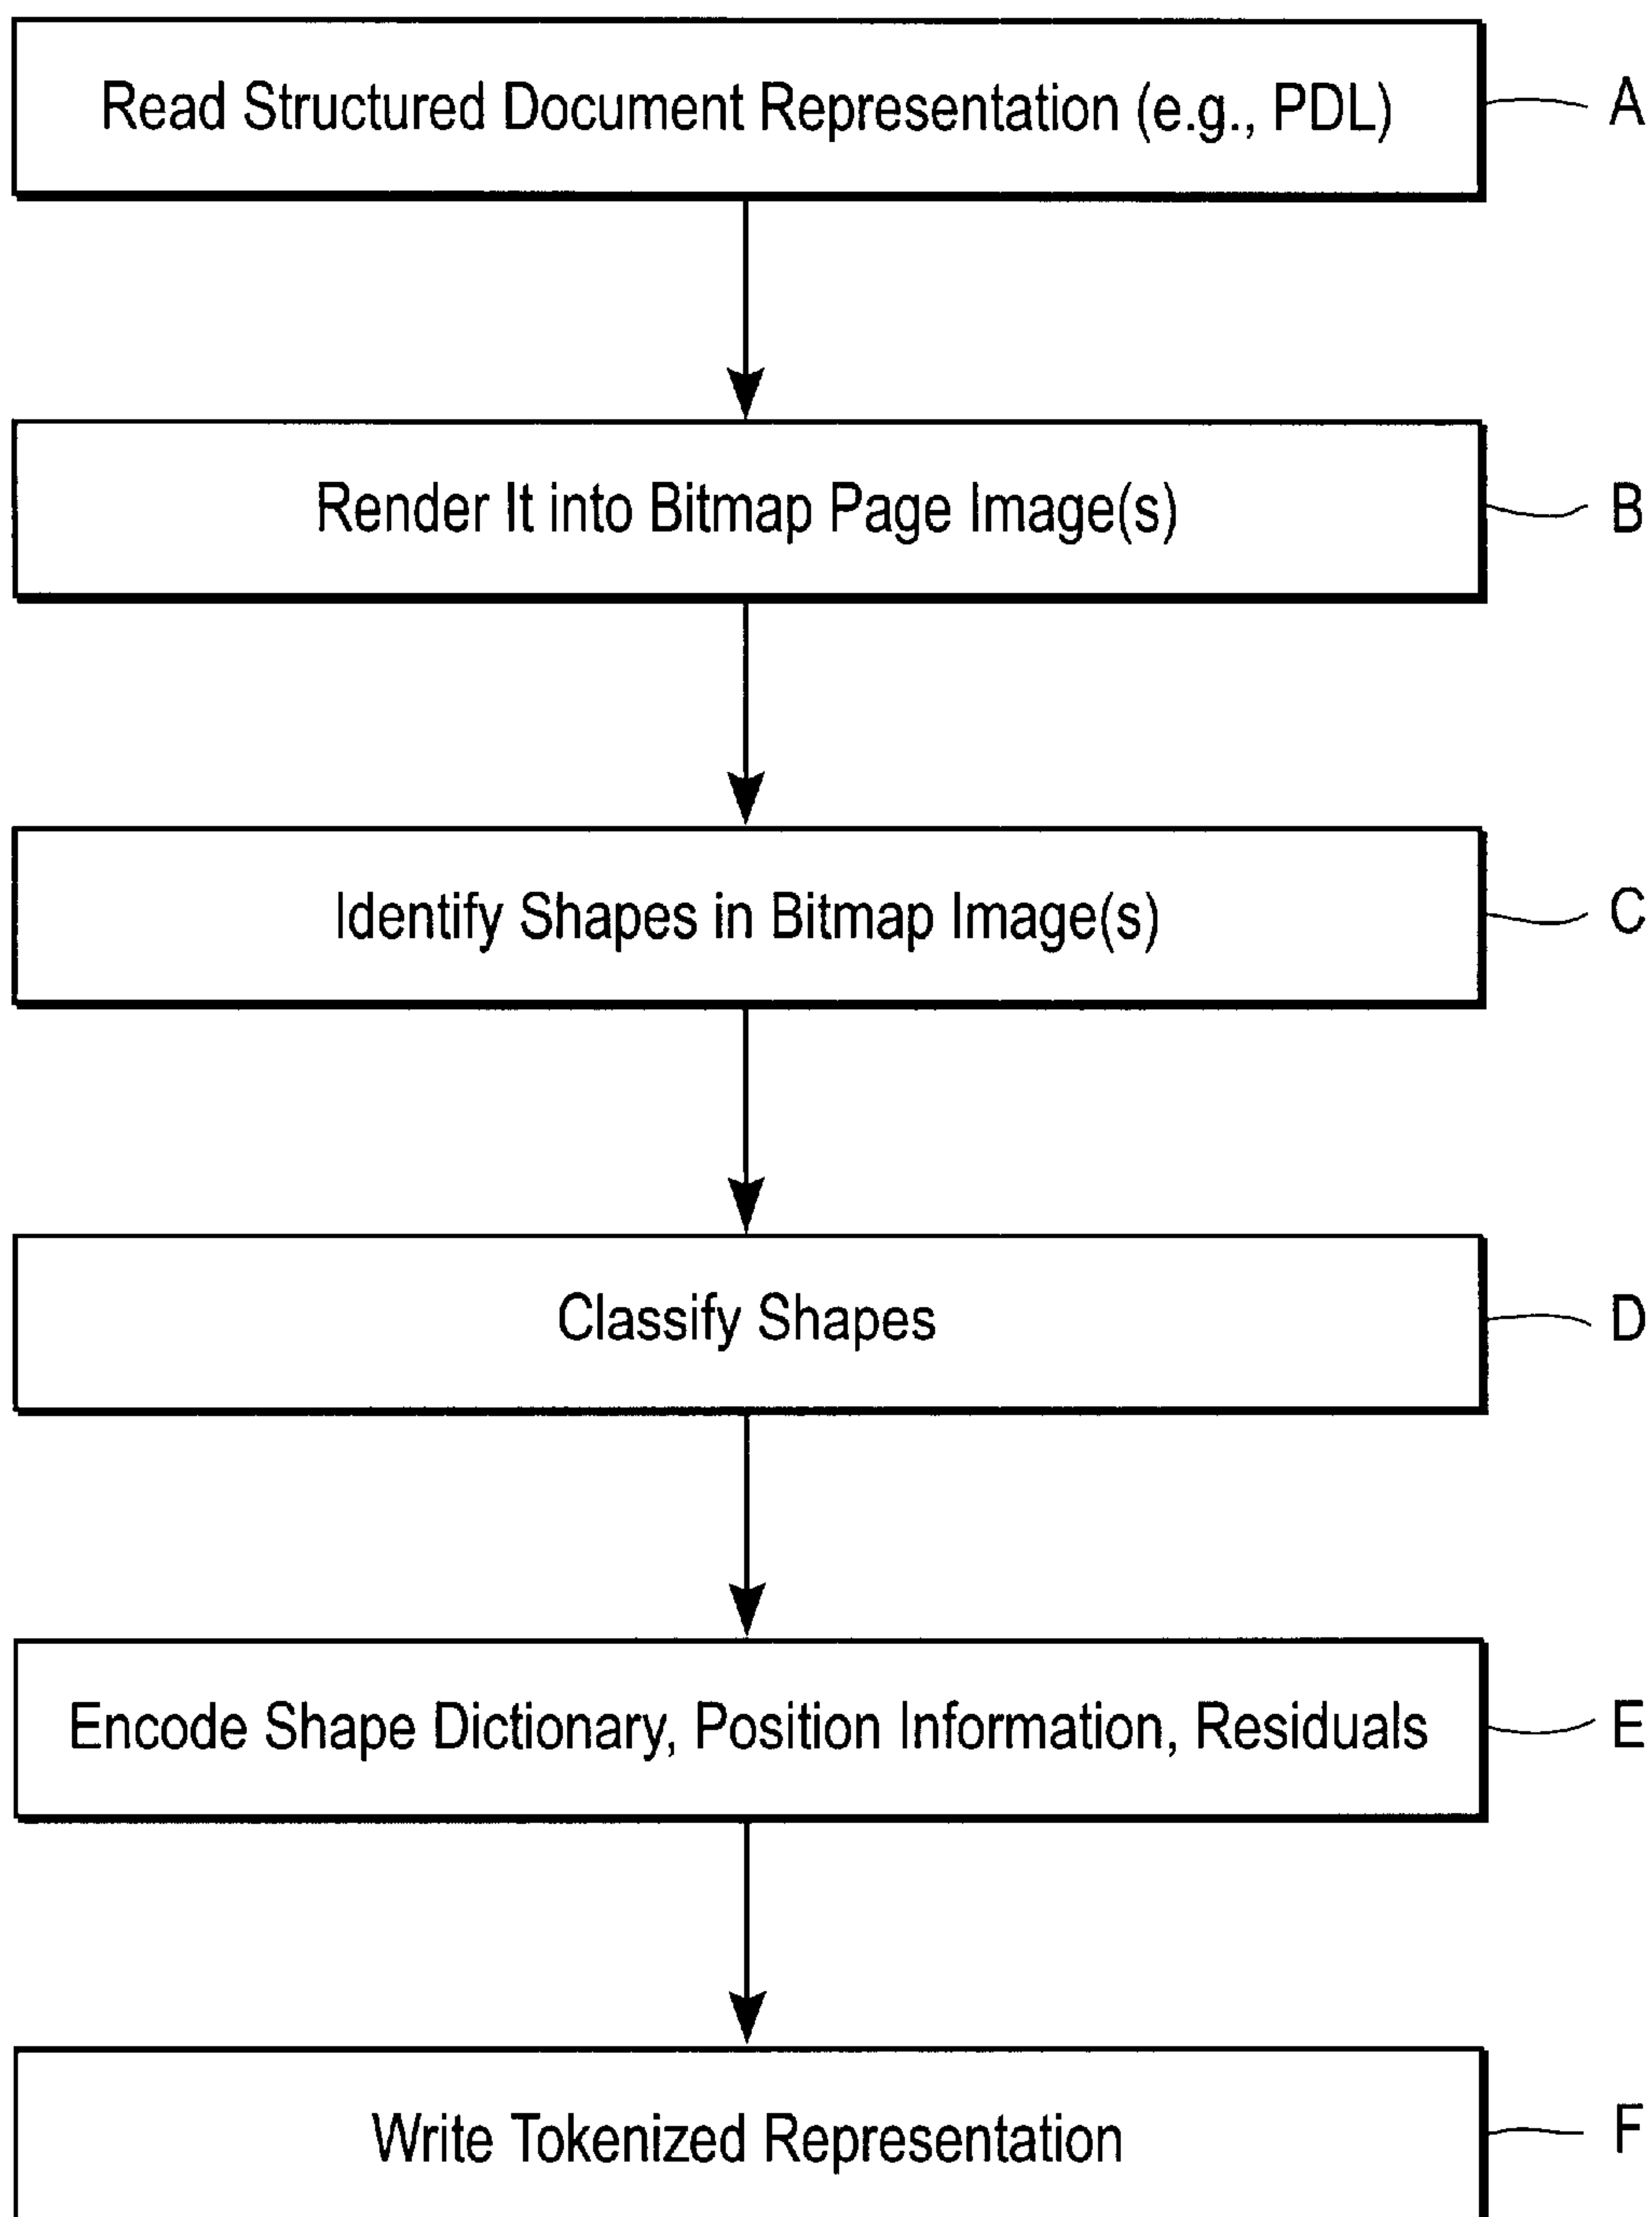 Read Structured Document Representation (e.g., PDL)
A
Render It into Bitmap Page Image(s)
B
Identify Shapes in Bitmap Image(s)
C
Classify Shapes
D
Encode Shape Dictionary, Position Information, Residuals
E
Write Tokenized Representation
F